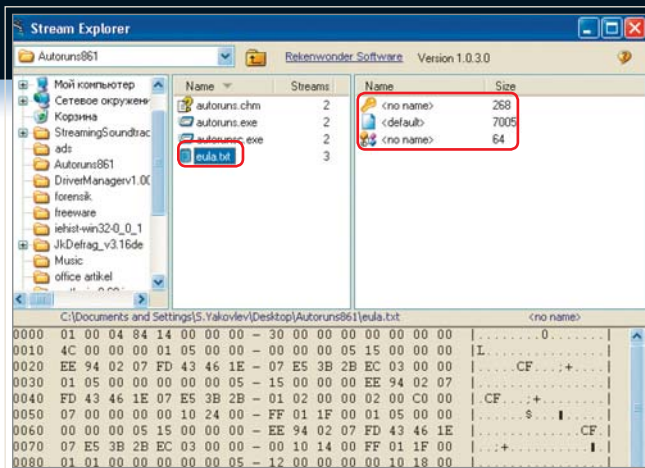 Stream Explorer
Autoruns861
Rekenwonder Software Version 1.0.3.0
Мой компьютер
Сетевое окружени
Корзина
StreamingSoundtrac
ads
Autoruns861
DriverManagerv1.00
forensik
freeware
iehist-win32-0_0_1
JkDefrag_v3.16de
Music
office artikel
Name Streams
autoruns.chm 2
autoruns.exe 2
autorunsc.exe 2
eula.txt 3
Name Size
<no name> 268
<default> 7005
<no name> 64
C:\Documents and Settings\S.Yakovlev\Desktop\Autoruns861\eula.txt <no name>
0000 01 00 04 84 14 00 00 00 – 30 00 00 00 00 00 00 00 |........0.......|
0010 4C 00 00 00 01 05 00 00 – 00 00 00 05 15 00 00 00 |L...............|
0020 EE 94 02 07 FD 43 46 1E – 07 E5 3B 2B EC 03 00 00 |.....CF...;+....|
0030 01 05 00 00 00 00 00 05 – 15 00 00 00 EE 94 02 07 |................|
0040 FD 43 46 1E 07 E5 3B 2B – 01 02 00 00 02 00 C0 00 |.CF...;+........|
0050 07 00 00 00 00 10 24 00 – FF 01 1F 00 01 05 00 00 |......$.........|
0060 00 00 00 05 15 00 00 00 – EE 94 02 07 FD 43 46 1E |.............CF.|
0070 07 E5 3B 2B EC 03 00 00 – 00 10 14 00 FF 01 1F 00 |..;+............|
0080 01 01 00 00 00 00 00 05 – 12 00 00 00 00 10 18 00